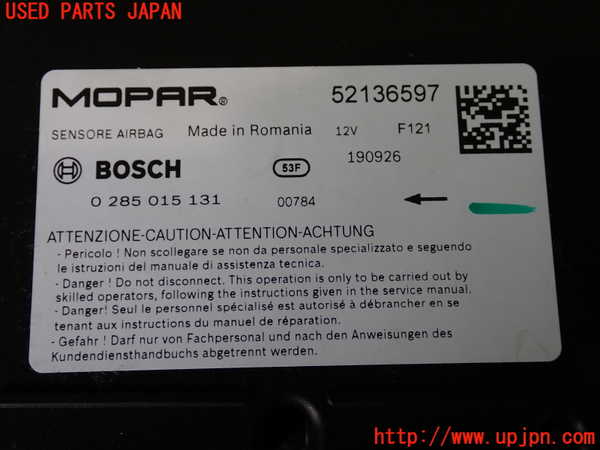 USED PARTS JAPAN
MOPAR® 52136597
SENSORE AIRBAG Made in Romania 12V F121
190926
BOSCH 53F
0 285 015 131 00784
ATTENZIONE-CAUTION-ATTENTION-ACHTUNG
- Pericolo ! Non scollegare se non da personale specializzato e seguendo
le istruzioni del manuale di assistenza tecnica.
- Danger ! Do not disconnect. This operation is only to be carried out by
skilled operators, following the instructions given in the service manual.
- Danger! Seul le personnel spécialisé est autorisé à débrancher en se
tenant aux instructions du manuel de réparation.
- Gefahr ! Darf nur von Fachpersonal und nach den Anweisungen des
Kundendiensthandbuchs abgetrennt werden.
http://www.upjpn.com/